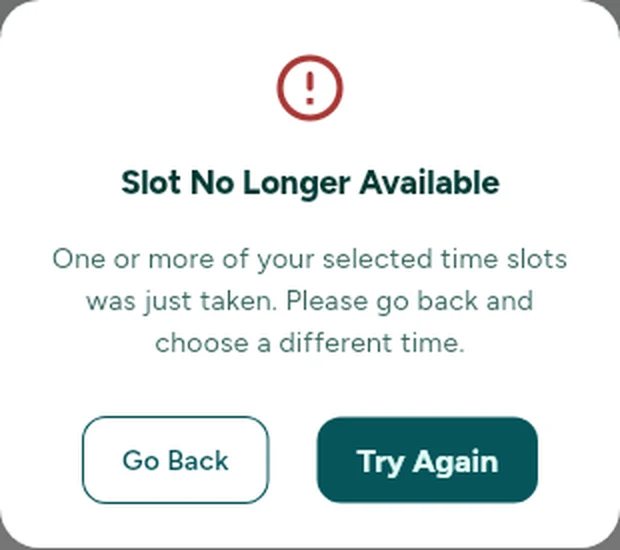 Slot No Longer Available
One or more of your selected time slots
was just taken. Please go back and
choose a different time.
Go Back
Try Again